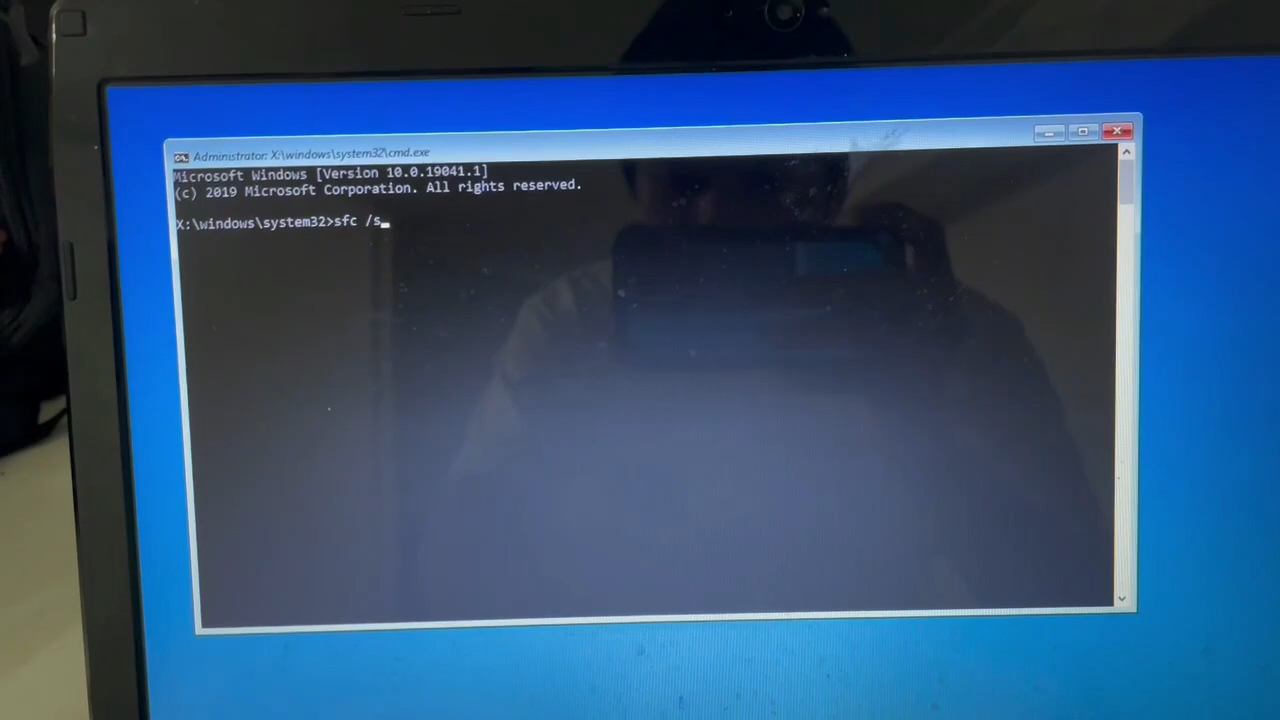 Administrator: X:\windows\system32\cmd.exe
Microsoft Windows [Version 10.0.19041.1]
(c) 2019 Microsoft Corporation. All rights reserved.
X:\windows\system32>sfc /s